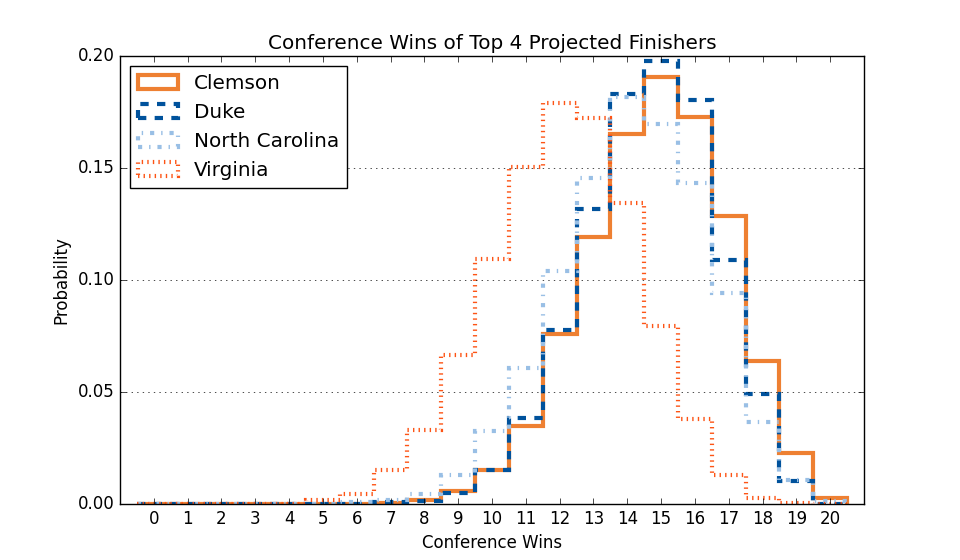 Conference Wins of Top 4 Projected Finishers
Clemson
Duke
North Carolina
Virginia
Probability
0.20
0.15
0.10
0.05
0.00
0 1 2 3 4 5 6 7 8 9 10 11 12 13 14 15 16 17 18 19 20
Conference Wins